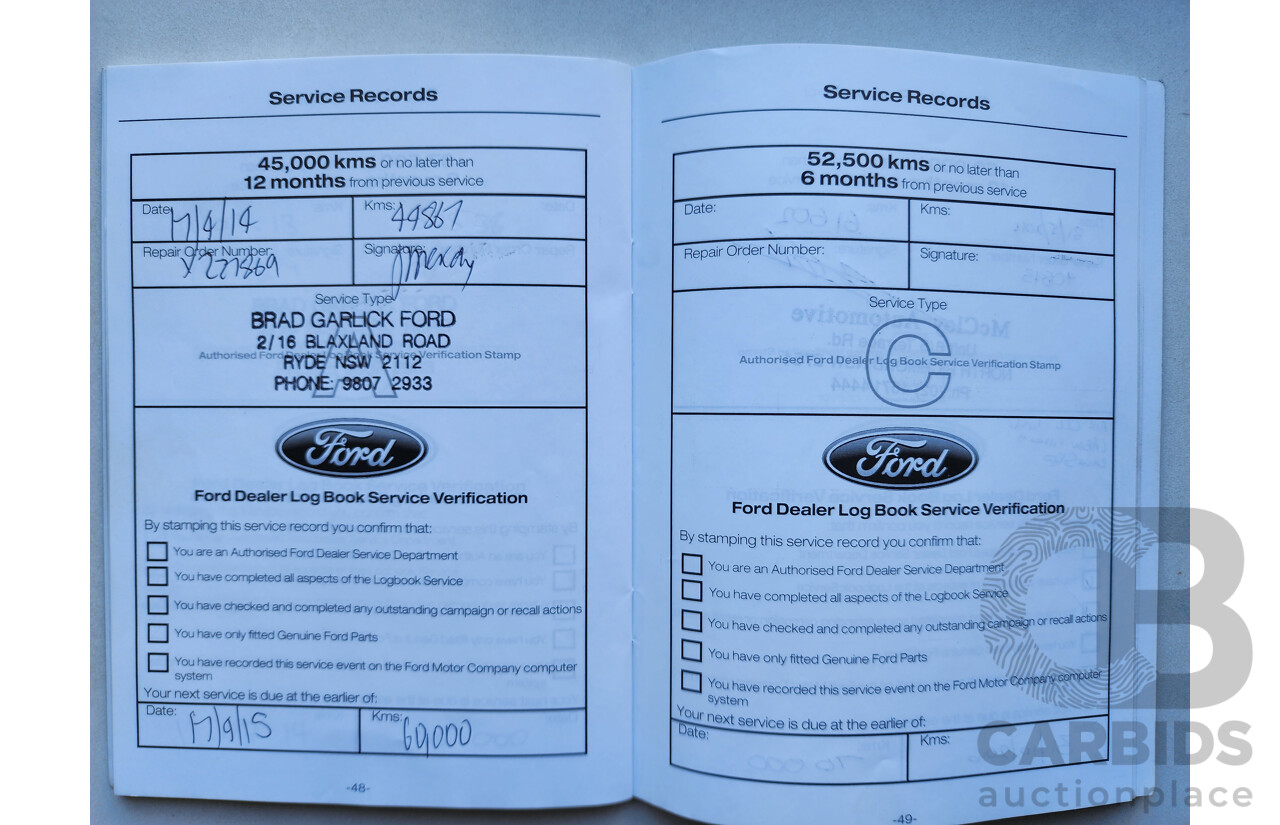 Service Records
45,000 kms or no later than
12 months from previous service
Date: 17/9/14
Kms: 44867
Repair Order Number:
Signature:
Service Type
A
BRAD GARLICK FORD
2/16 BLAXLAND ROAD
Authorised Ford Dealer Log Book Service Verification Stamp
RYDE NSW 2112
PHONE: 9807 2933
Ford
Ford Dealer Log Book Service Verification
By stamping this service record you confirm that:
You are an Authorised Ford Dealer Service Department
You have completed all aspects of the Logbook Service
You have checked and completed any outstanding campaign or recall actions
You have only fitted Genuine Ford Parts
You have recorded this service event on the Ford Motor Company computer
system
Your next service is due at the earlier of:
Date: 17/9/15
Kms: 60,000
-48-
Service Records
52,500 kms or no later than
6 months from previous service
Date:
Kms:
Repair Order Number:
Signature:
Service Type
C
Authorised Ford Dealer Log Book Service Verification Stamp
Ford
Ford Dealer Log Book Service Verification
By stamping this service record you confirm that:
You are an Authorised Ford Dealer Service Department
You have completed all aspects of the Logbook Service
You have checked and completed any outstanding campaign or recall actions
You have only fitted Genuine Ford Parts
You have recorded this service event on the Ford Motor Company computer
system
Your next service is due at the earlier of:
Date:
Kms:
-49-
CB
CARBIDS
auctionplace